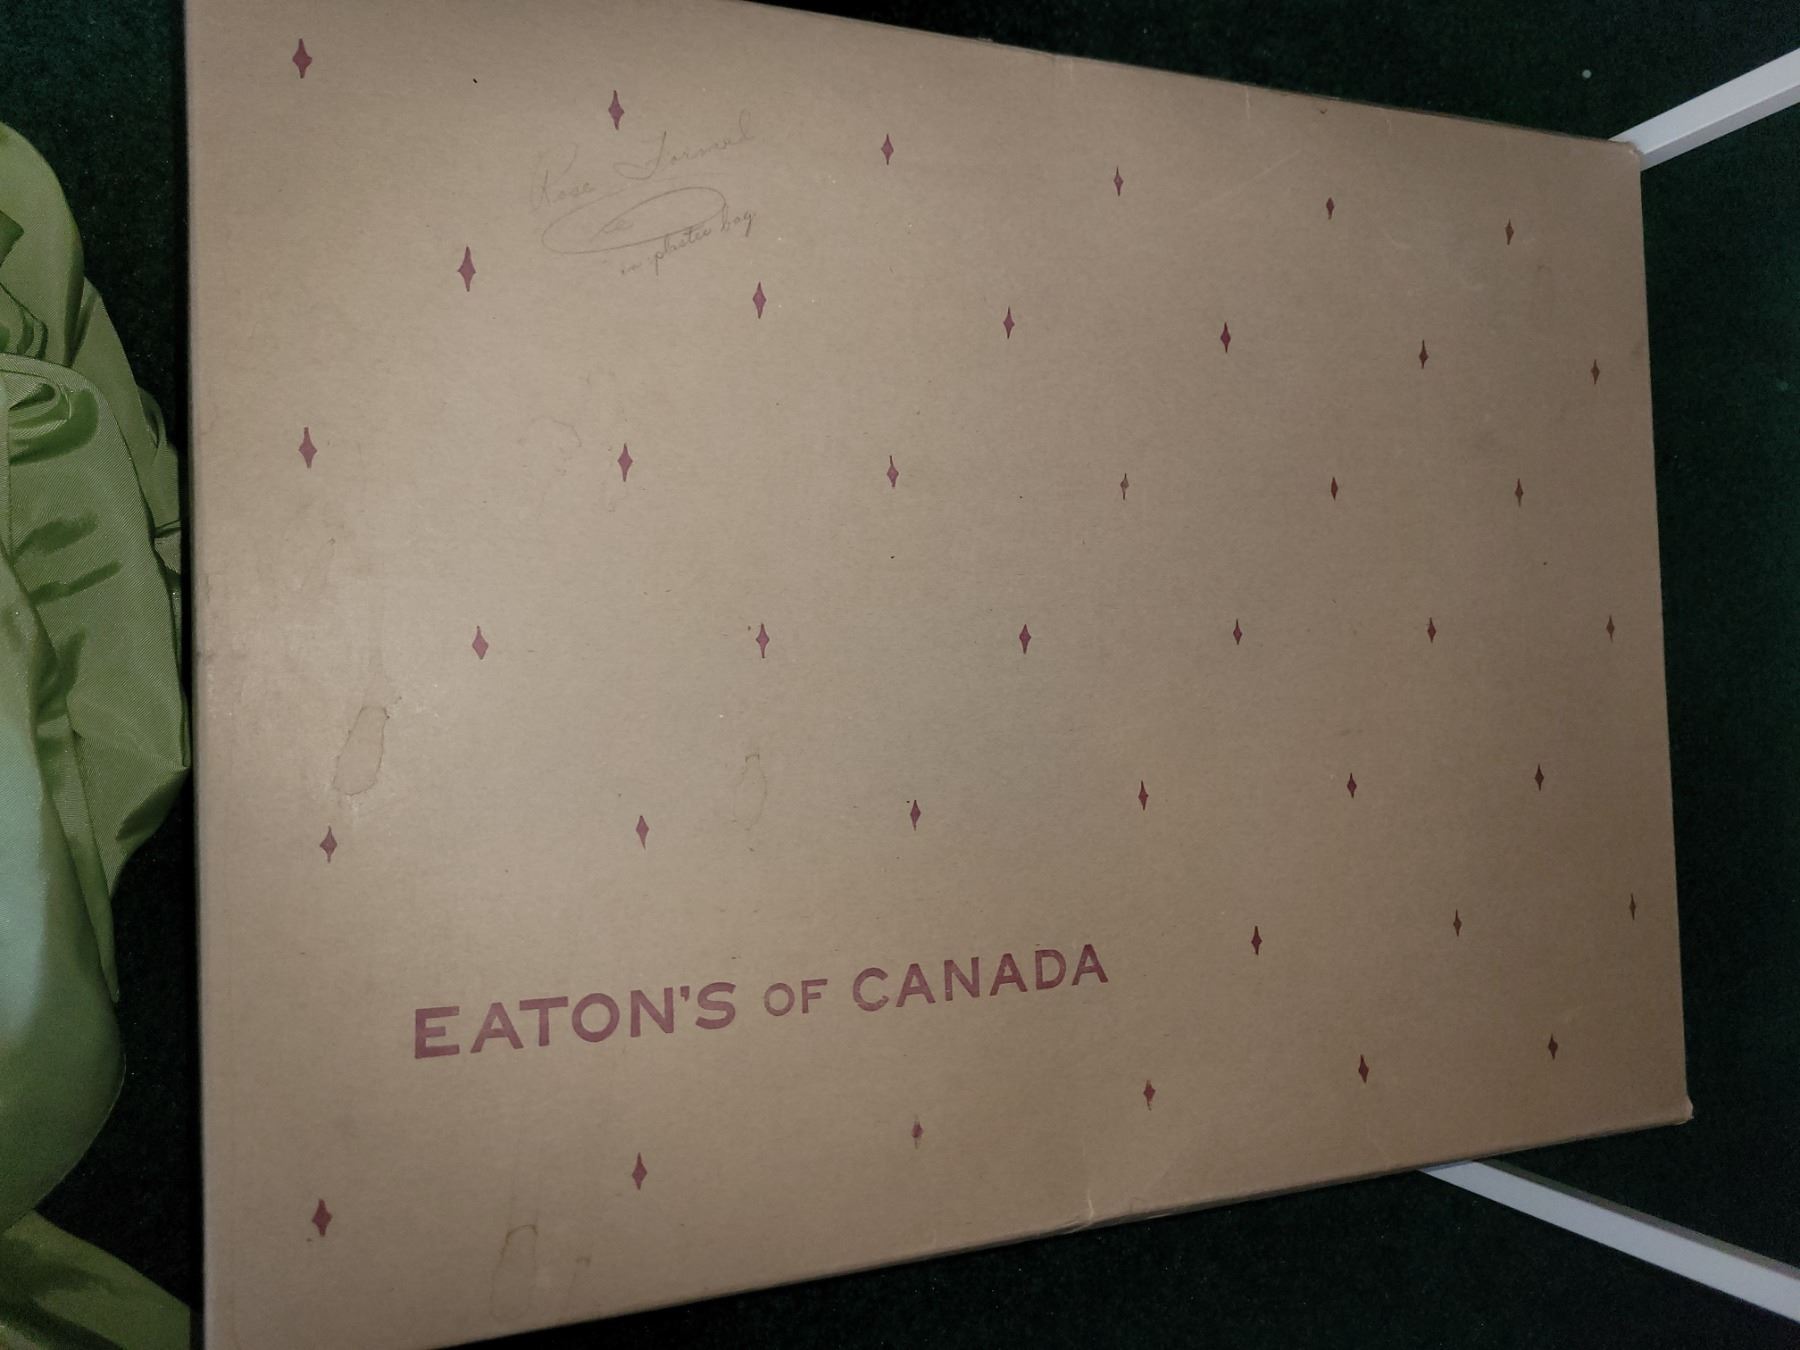 Rose Formal
in plastic bag
EATON'S OF CANADA